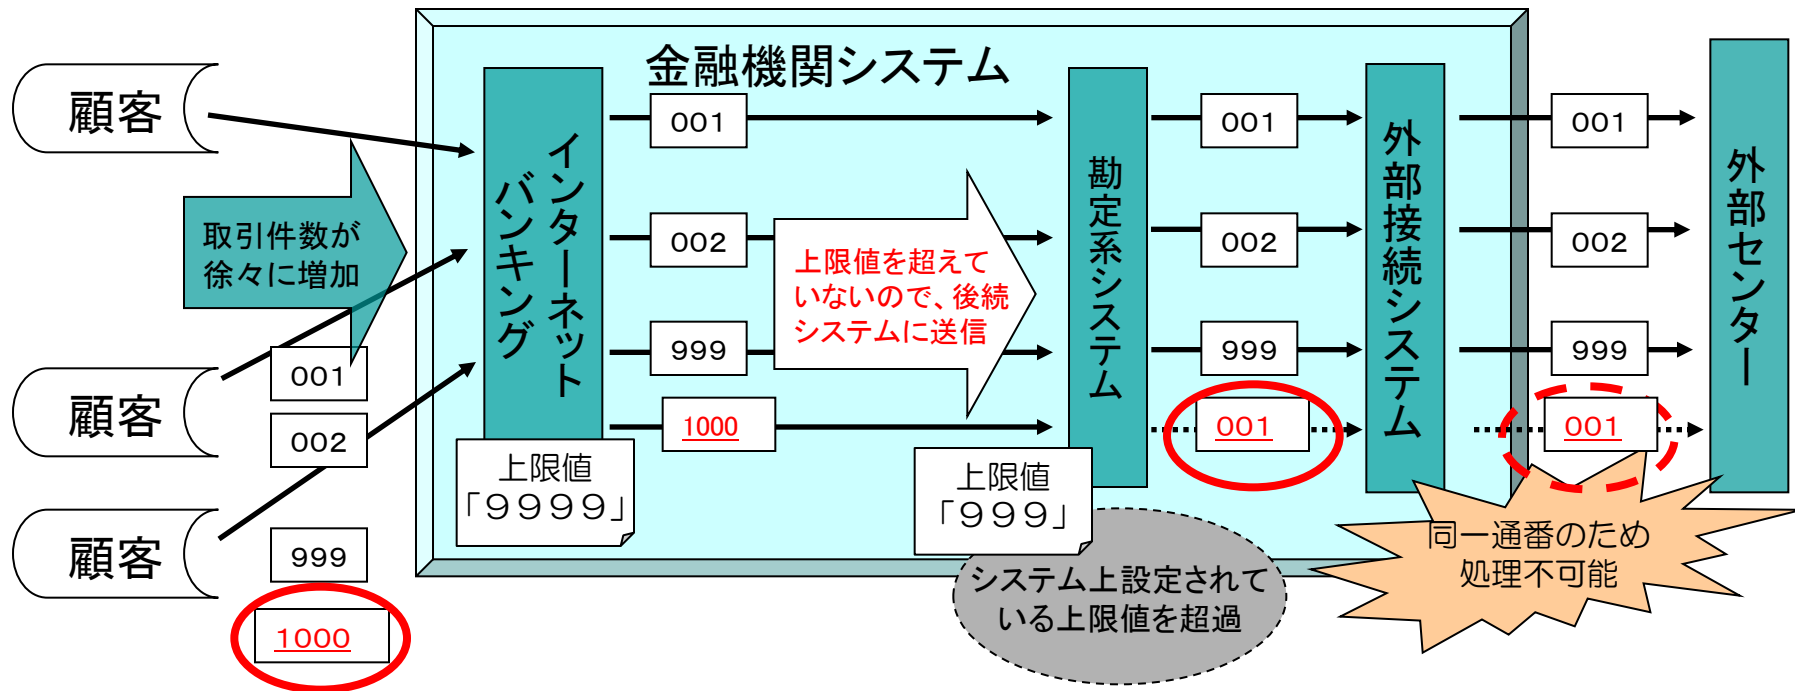 金融機関システム
顧客
顧客
顧客
取引件数が
徐々に増加
001
002
999
1000
インターネット
バンキング
上限値
「9999」
001
002
999
1000
上限値を超えて
いないので、後続
システムに送信
勘定系システム
上限値
「999」
システム上設定されて
いる上限値を超過
001
002
999
001
外部接続システム
001
002
999
001
同一通番のため
処理不可能
外部センター